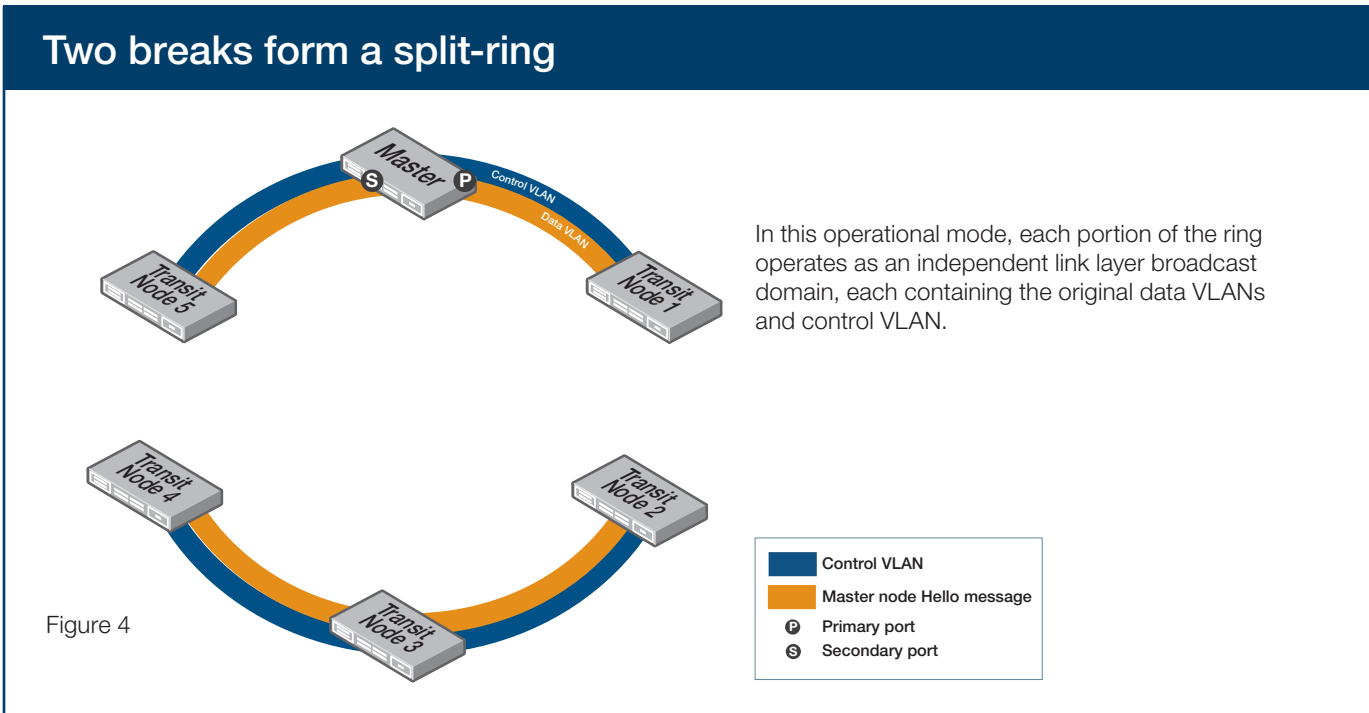 Two breaks form a split-ring
Master
S
P
Control VLAN
Data VLAN
Transit
Node 5
Transit
Node 1
In this operational mode, each portion of the ring
operates as an independent link layer broadcast
domain, each containing the original data VLANs
and control VLAN.
Transit
Node 4
Transit
Node 2
Transit
Node 3
Figure 4
Control VLAN
Master node Hello message
P Primary port
S Secondary port